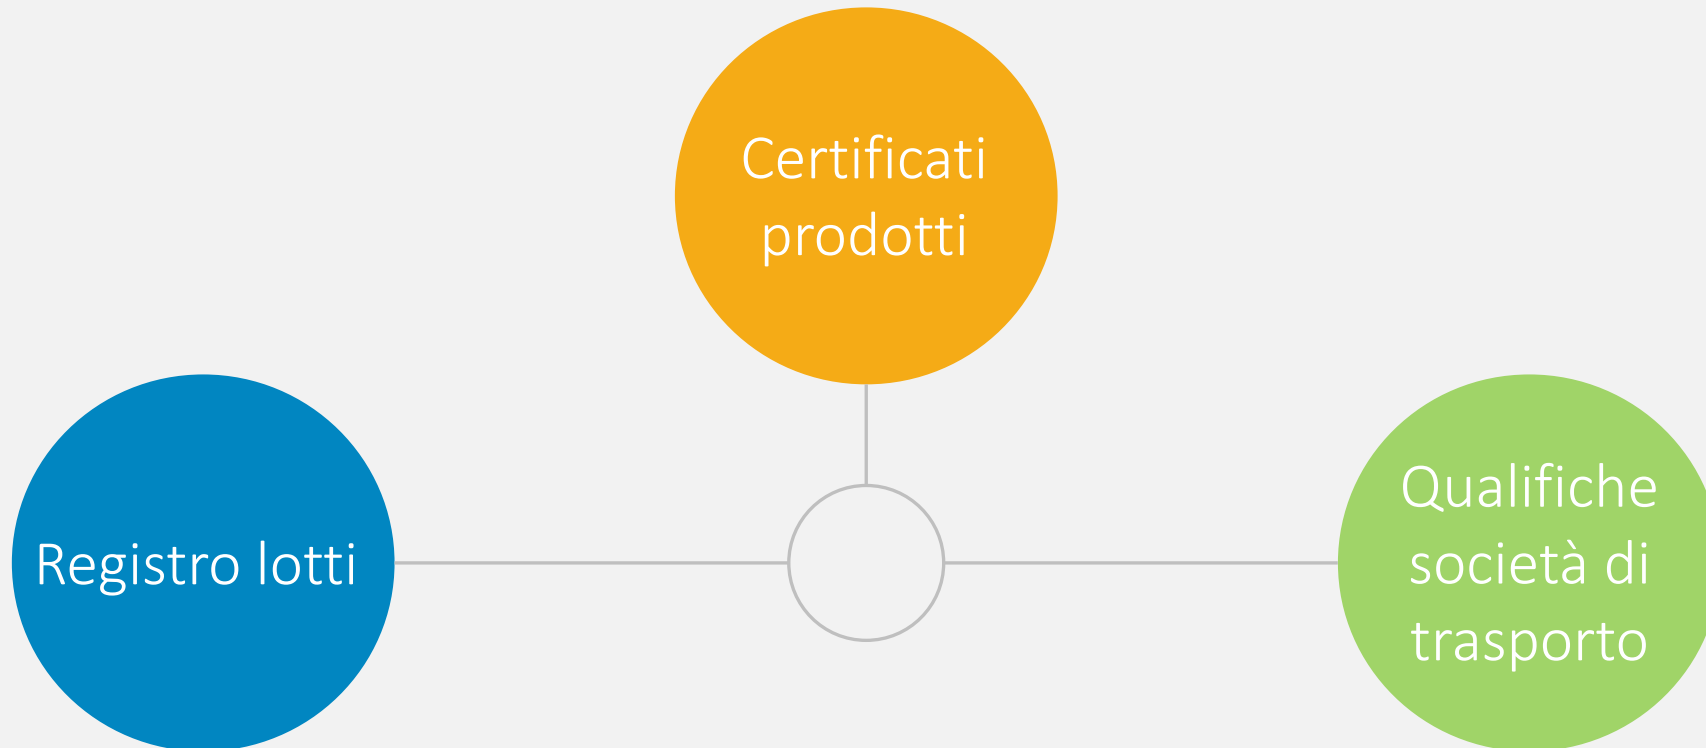 Certificati
prodotti
Registro lotti
Qualifiche
società di
trasporto